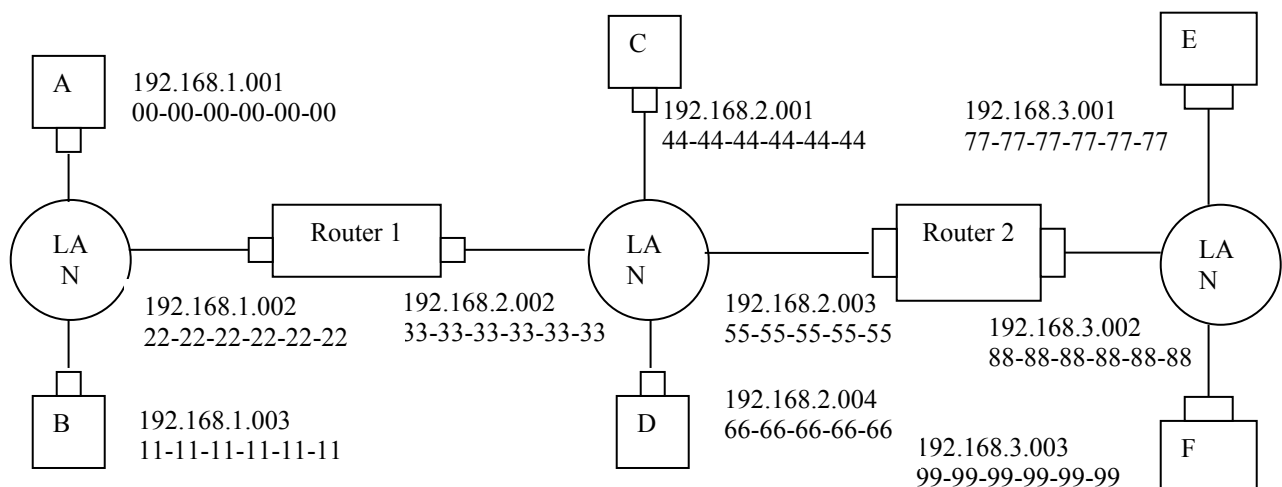 A
192.168.1.001
00-00-00-00-00-00
C
192.168.2.001
44-44-44-44-44-44
E
192.168.3.001
77-77-77-77-77-77
LA
N
Router 1
LA
N
Router 2
LA
N
192.168.1.002
22-22-22-22-22-22
192.168.2.002
33-33-33-33-33-33
192.168.2.003
55-55-55-55-55
192.168.3.002
88-88-88-88-88-88
B
192.168.1.003
11-11-11-11-11-11
D
192.168.2.004
66-66-66-66-66
192.168.3.003
99-99-99-99-99-99
F